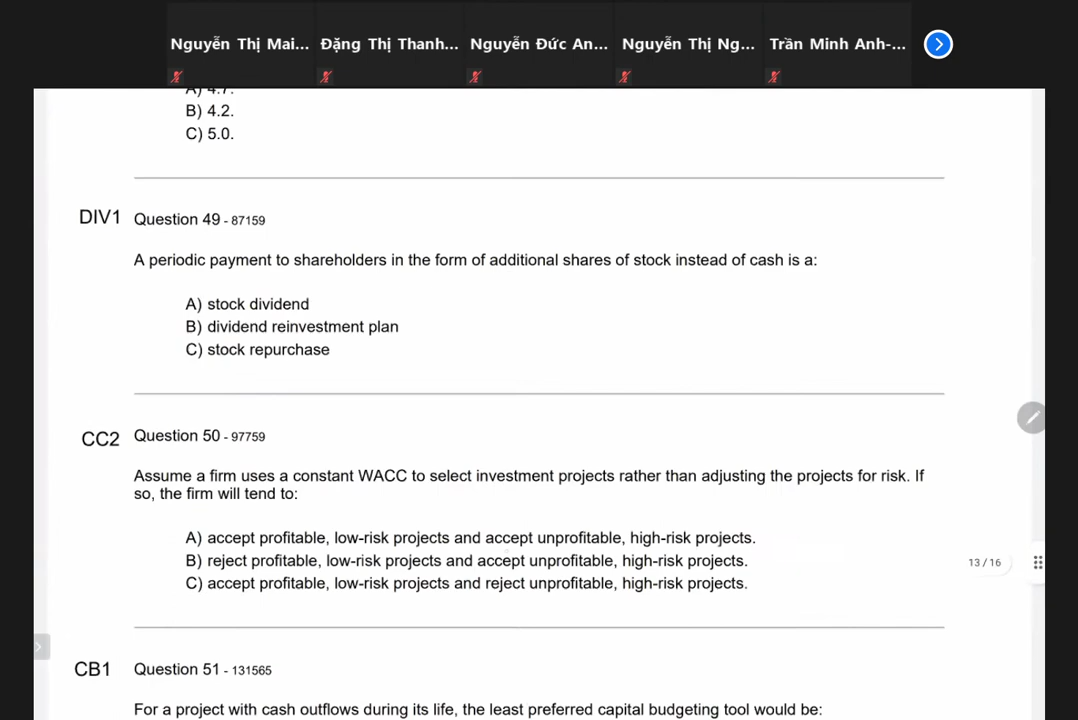 Nguyễn Thị Mai...
Đặng Thị Thanh...
Nguyễn Đức An...
Nguyễn Thị Ng...
Trần Minh Anh-...
A) 4.7.
B) 4.2.
C) 5.0.
DIV1 Question 49 - 87159
A periodic payment to shareholders in the form of additional shares of stock instead of cash is a:
A) stock dividend
B) dividend reinvestment plan
C) stock repurchase
CC2 Question 50 - 97759
Assume a firm uses a constant WACC to select investment projects rather than adjusting the projects for risk. If
so, the firm will tend to:
A) accept profitable, low-risk projects and accept unprofitable, high-risk projects.
B) reject profitable, low-risk projects and accept unprofitable, high-risk projects.
C) accept profitable, low-risk projects and reject unprofitable, high-risk projects.
13 / 16
CB1 Question 51 - 131565
For a project with cash outflows during its life, the least preferred capital budgeting tool would be: